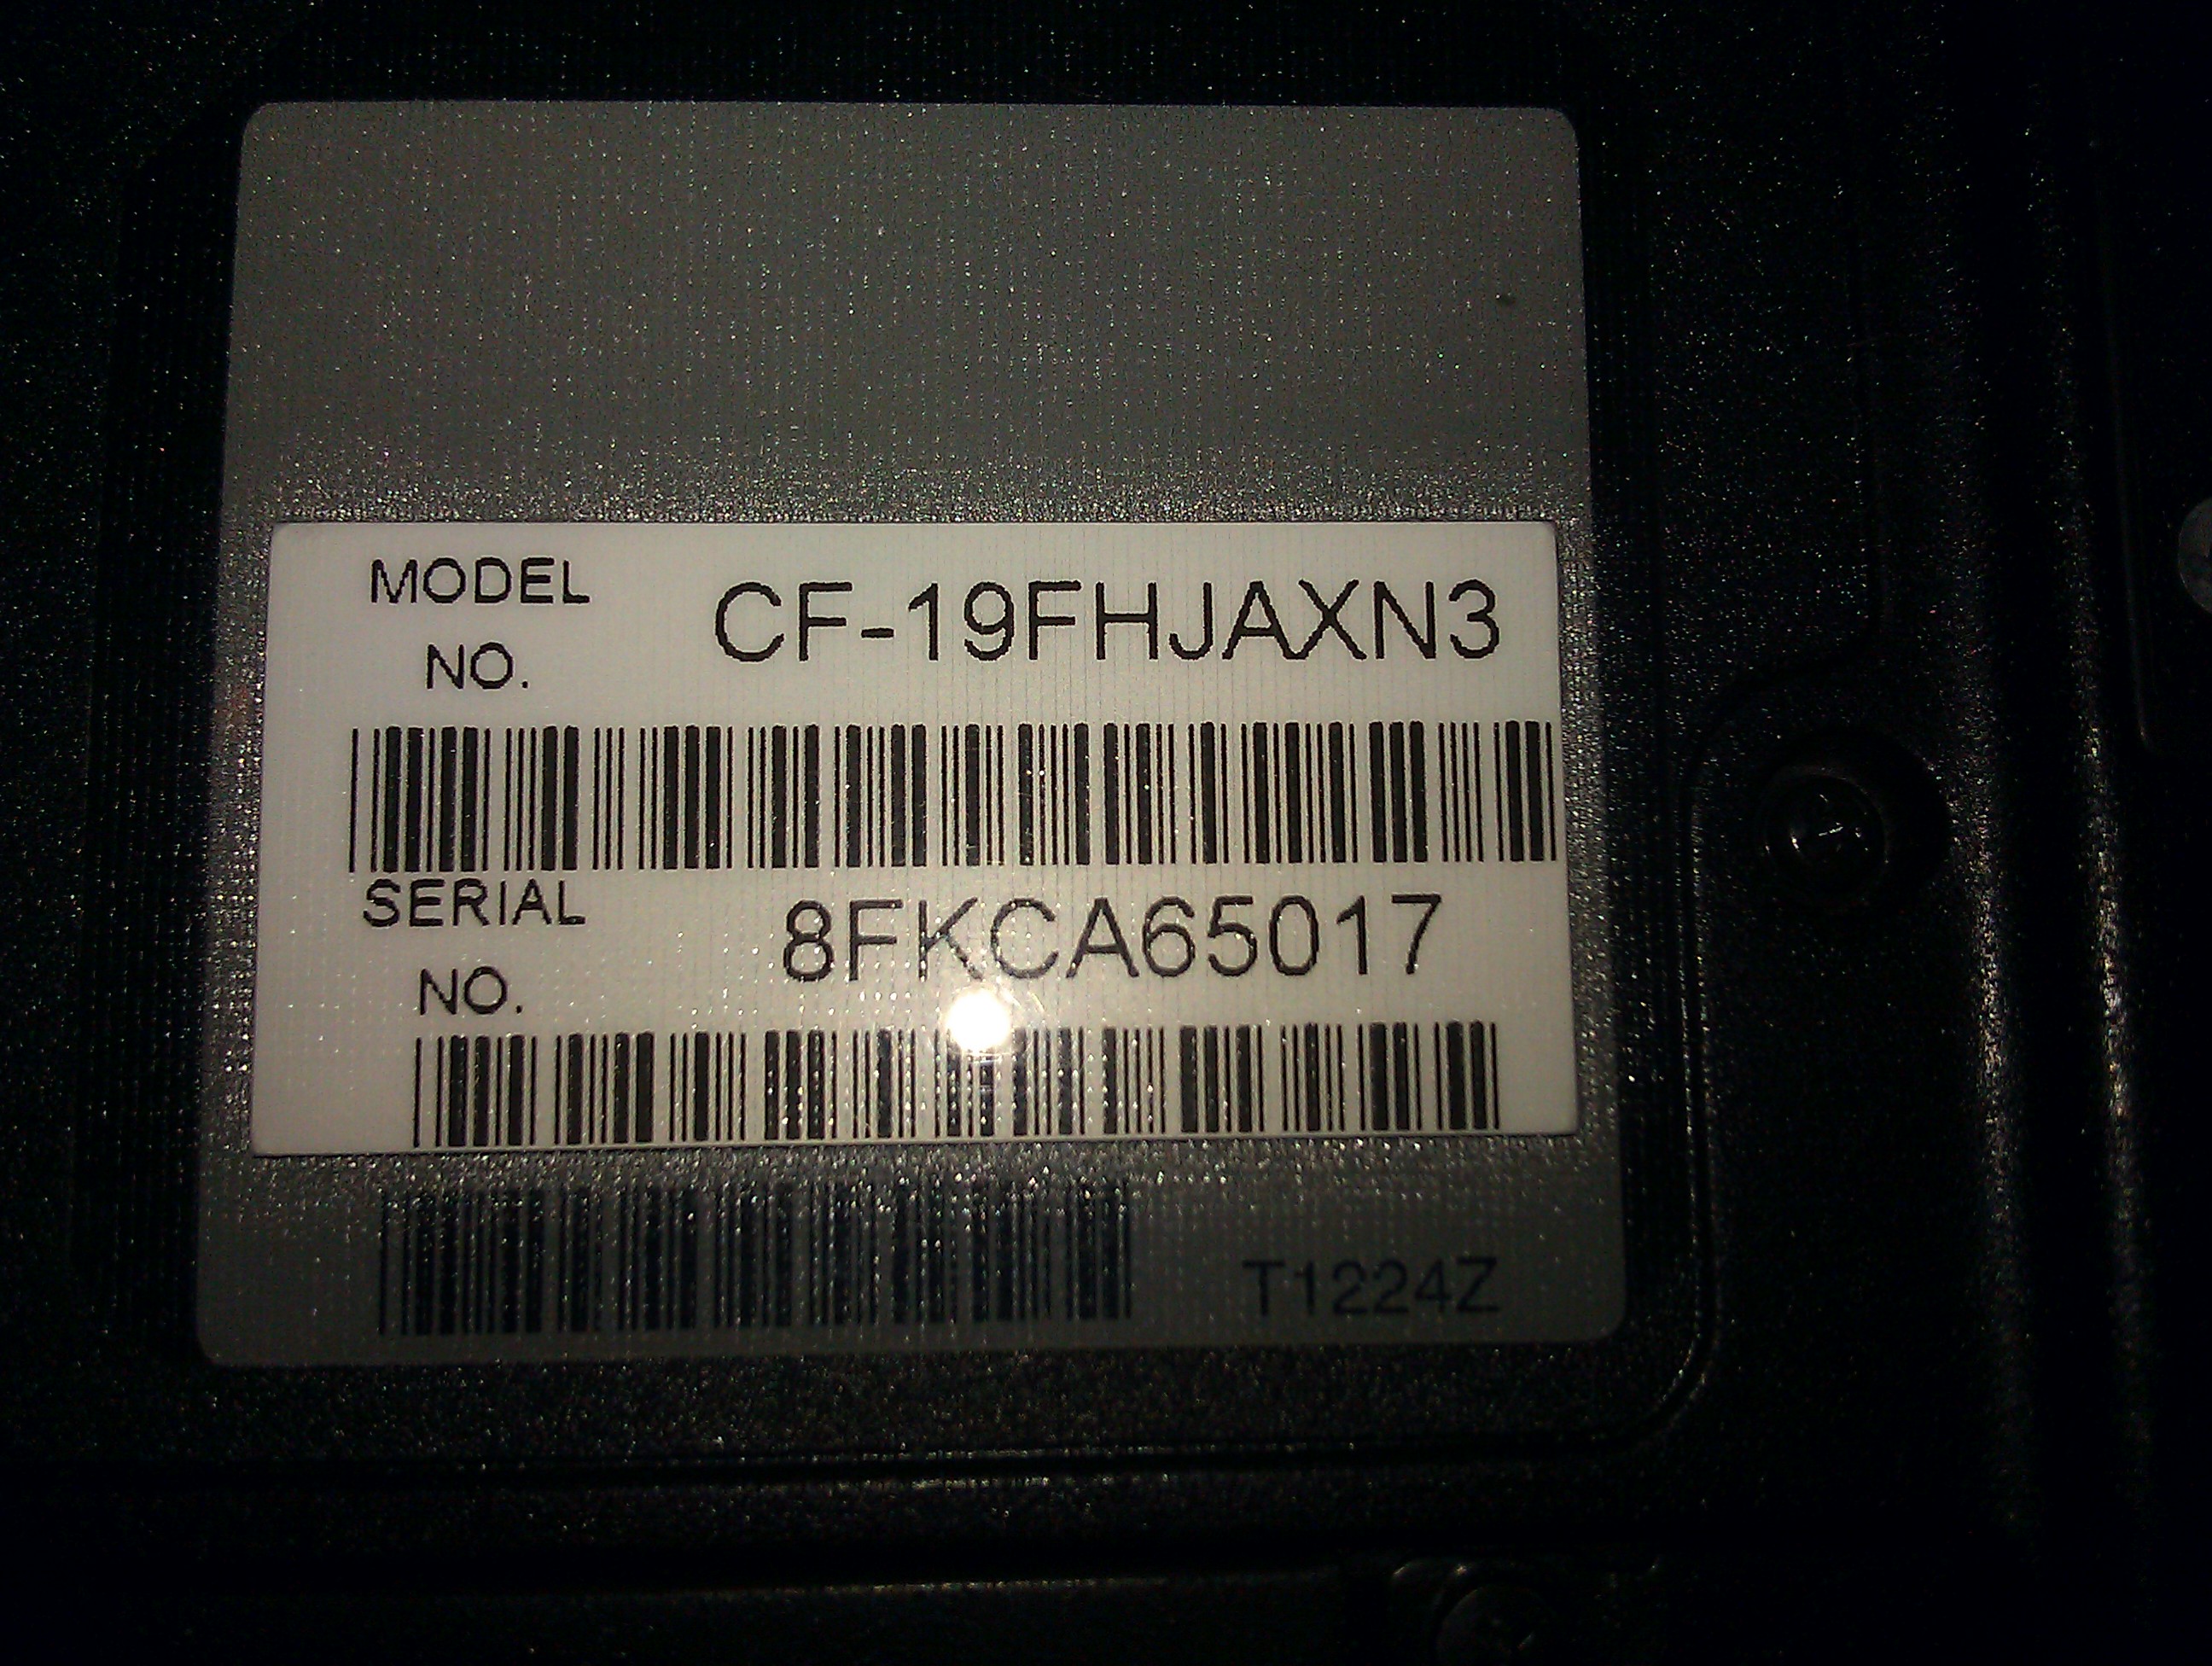 MODEL
NO.
CF-19FHJAXN3
SERIAL
NO.
8FKCA65017
T1224Z